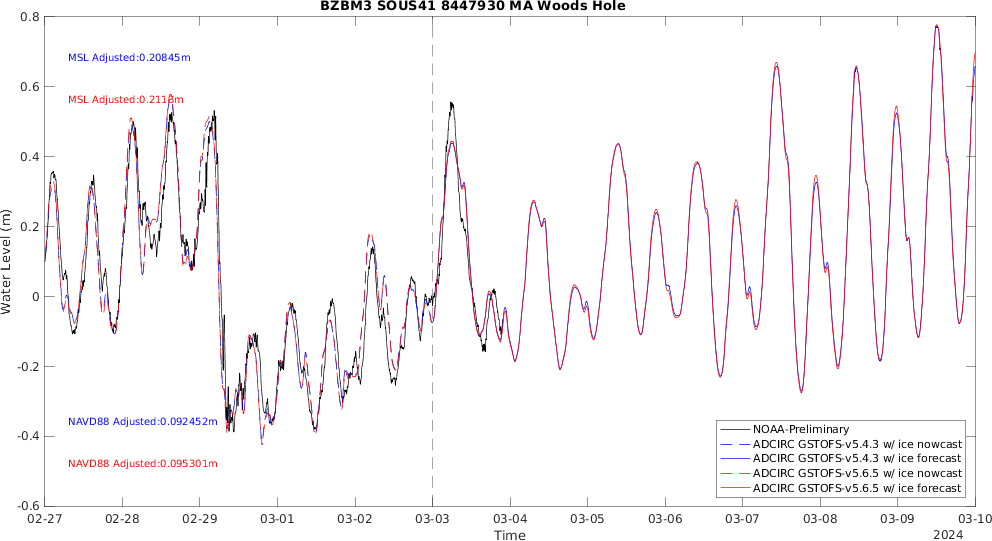 BZBM3 SOUS41 8447930 MA Woods Hole
MSL Adjusted:0.20845m
MSL Adjusted:0.2113m
NAVD88 Adjusted:0.092452m
NAVD88 Adjusted:0.095301m
Water Level (m)
0.8
0.6
0.4
0.2
0
-0.2
-0.4
-0.6
NOAA-Preliminary
ADCIRC GSTOFS-v5.4.3 w/ ice nowcast
ADCIRC GSTOFS-v5.4.3 w/ ice forecast
ADCIRC GSTOFS-v5.6.5 w/ ice nowcast
ADCIRC GSTOFS-v5.6.5 w/ ice forecast
02-27 02-28 02-29 03-01 03-02 03-03 03-04 03-05 03-06 03-07 03-08 03-09 03-10
Time
2024